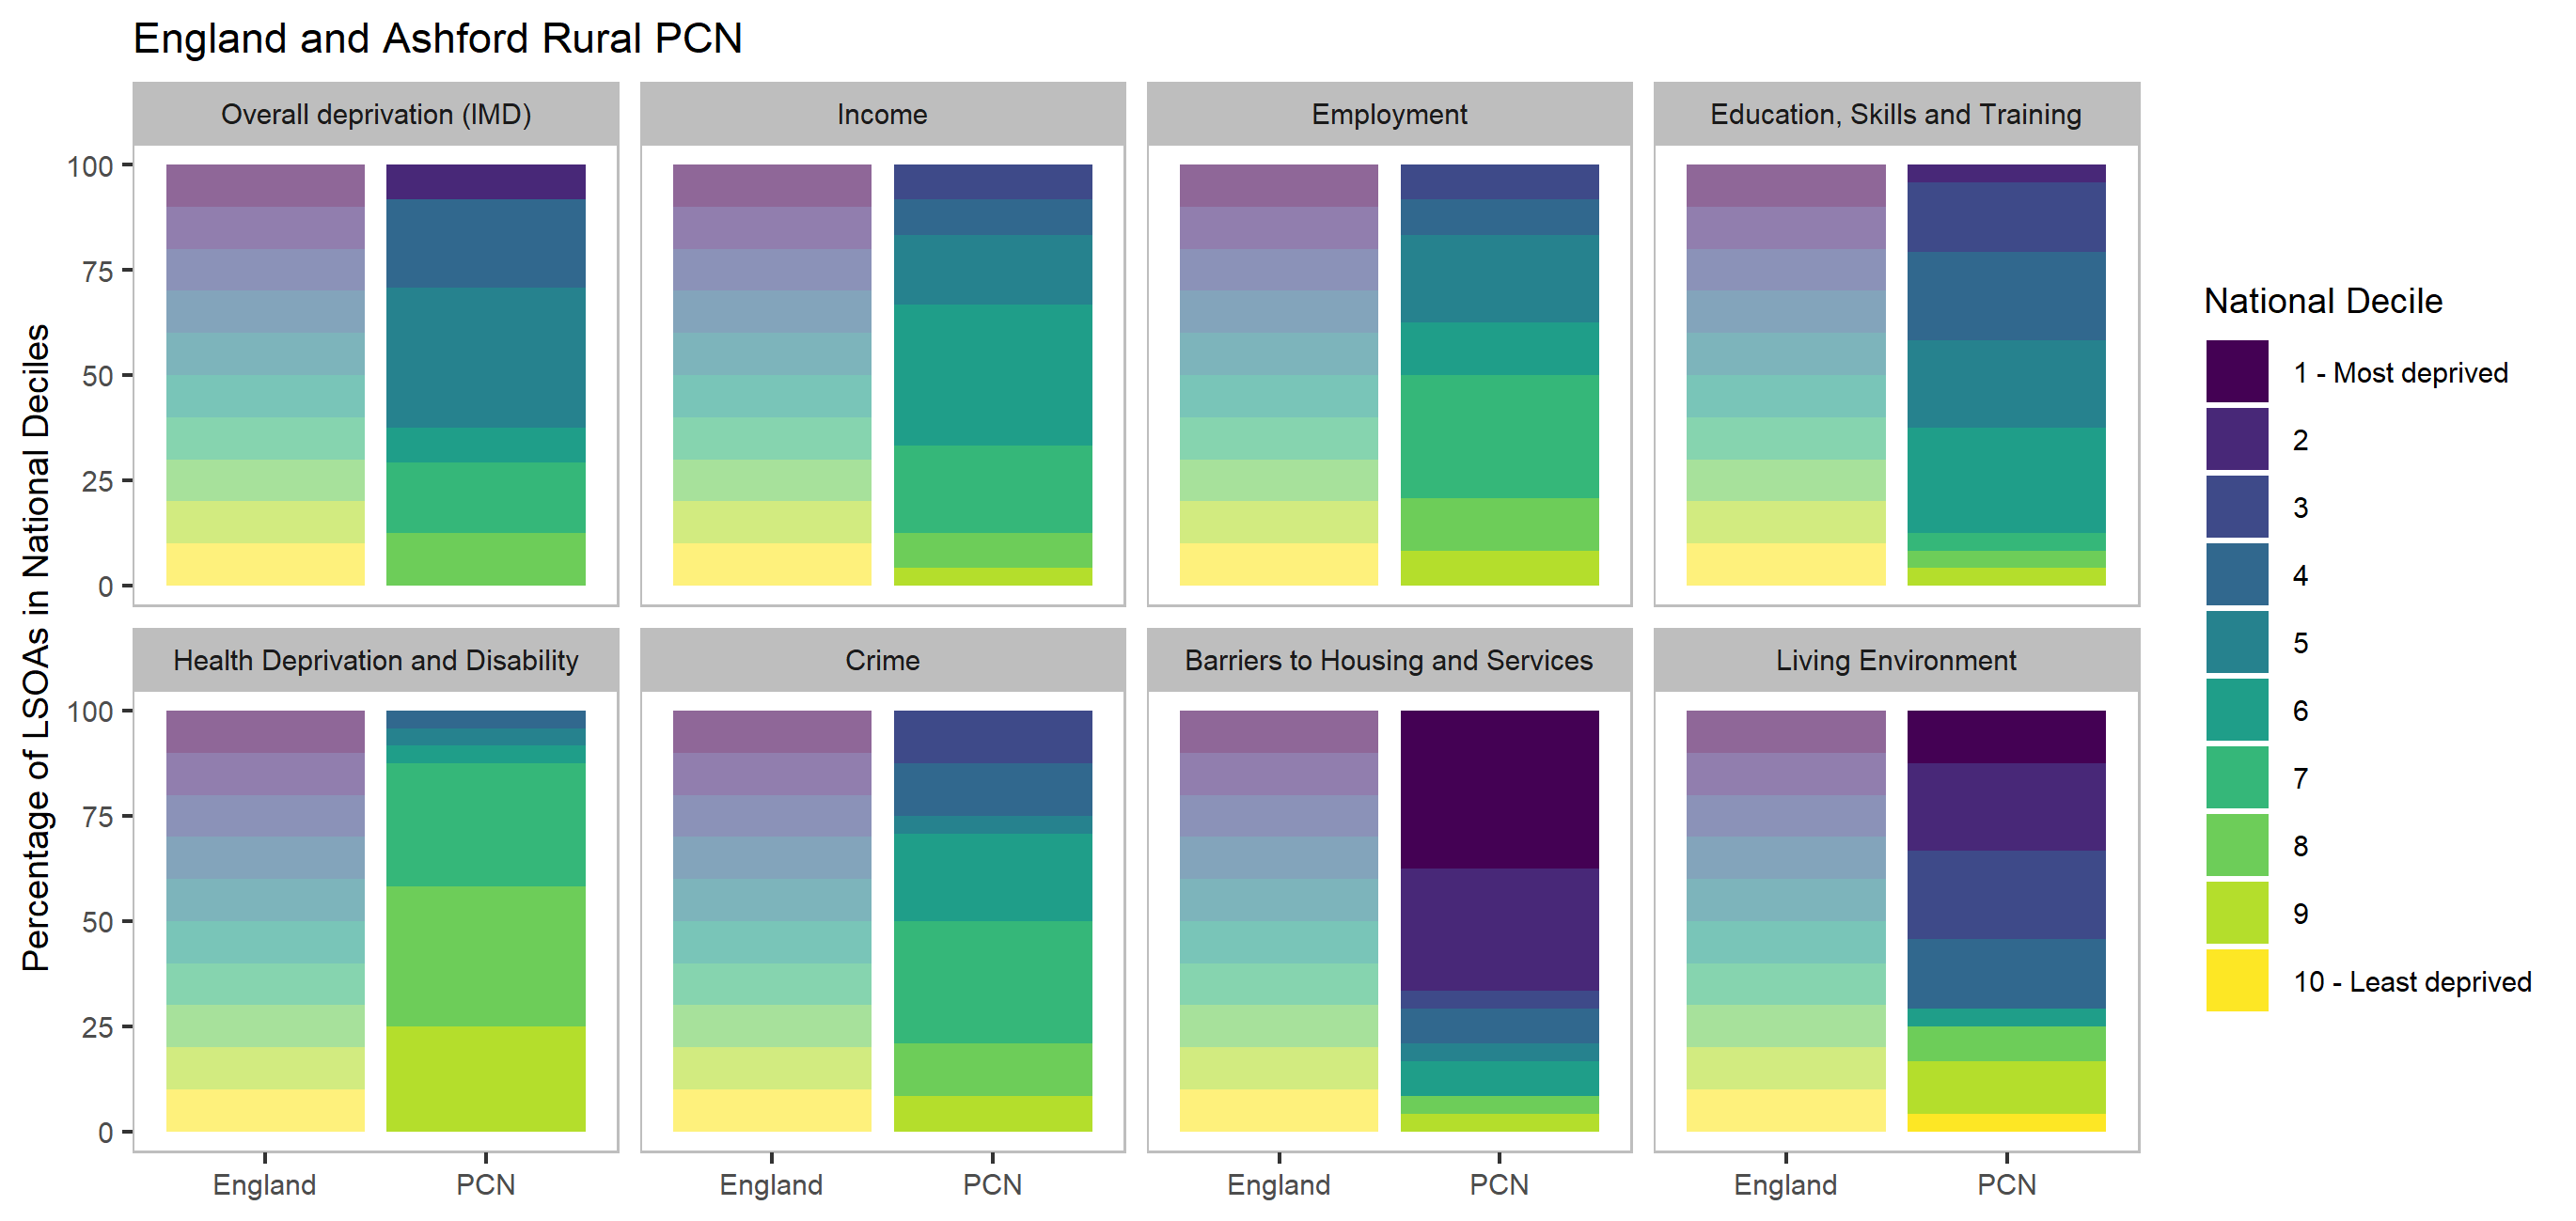 England and Ashford Rural PCN
Overall deprivation (IMD)
Income
Employment
Education, Skills and Training
100
75
50
25
0
Health Deprivation and Disability
Crime
Barriers to Housing and Services
Living Environment
100
75
50
25
0
England
PCN
England
PCN
England
PCN
England
PCN
Percentage of LSOAs in National Deciles
National Decile
1 - Most deprived
2
3
4
5
6
7
8
9
10 - Least deprived